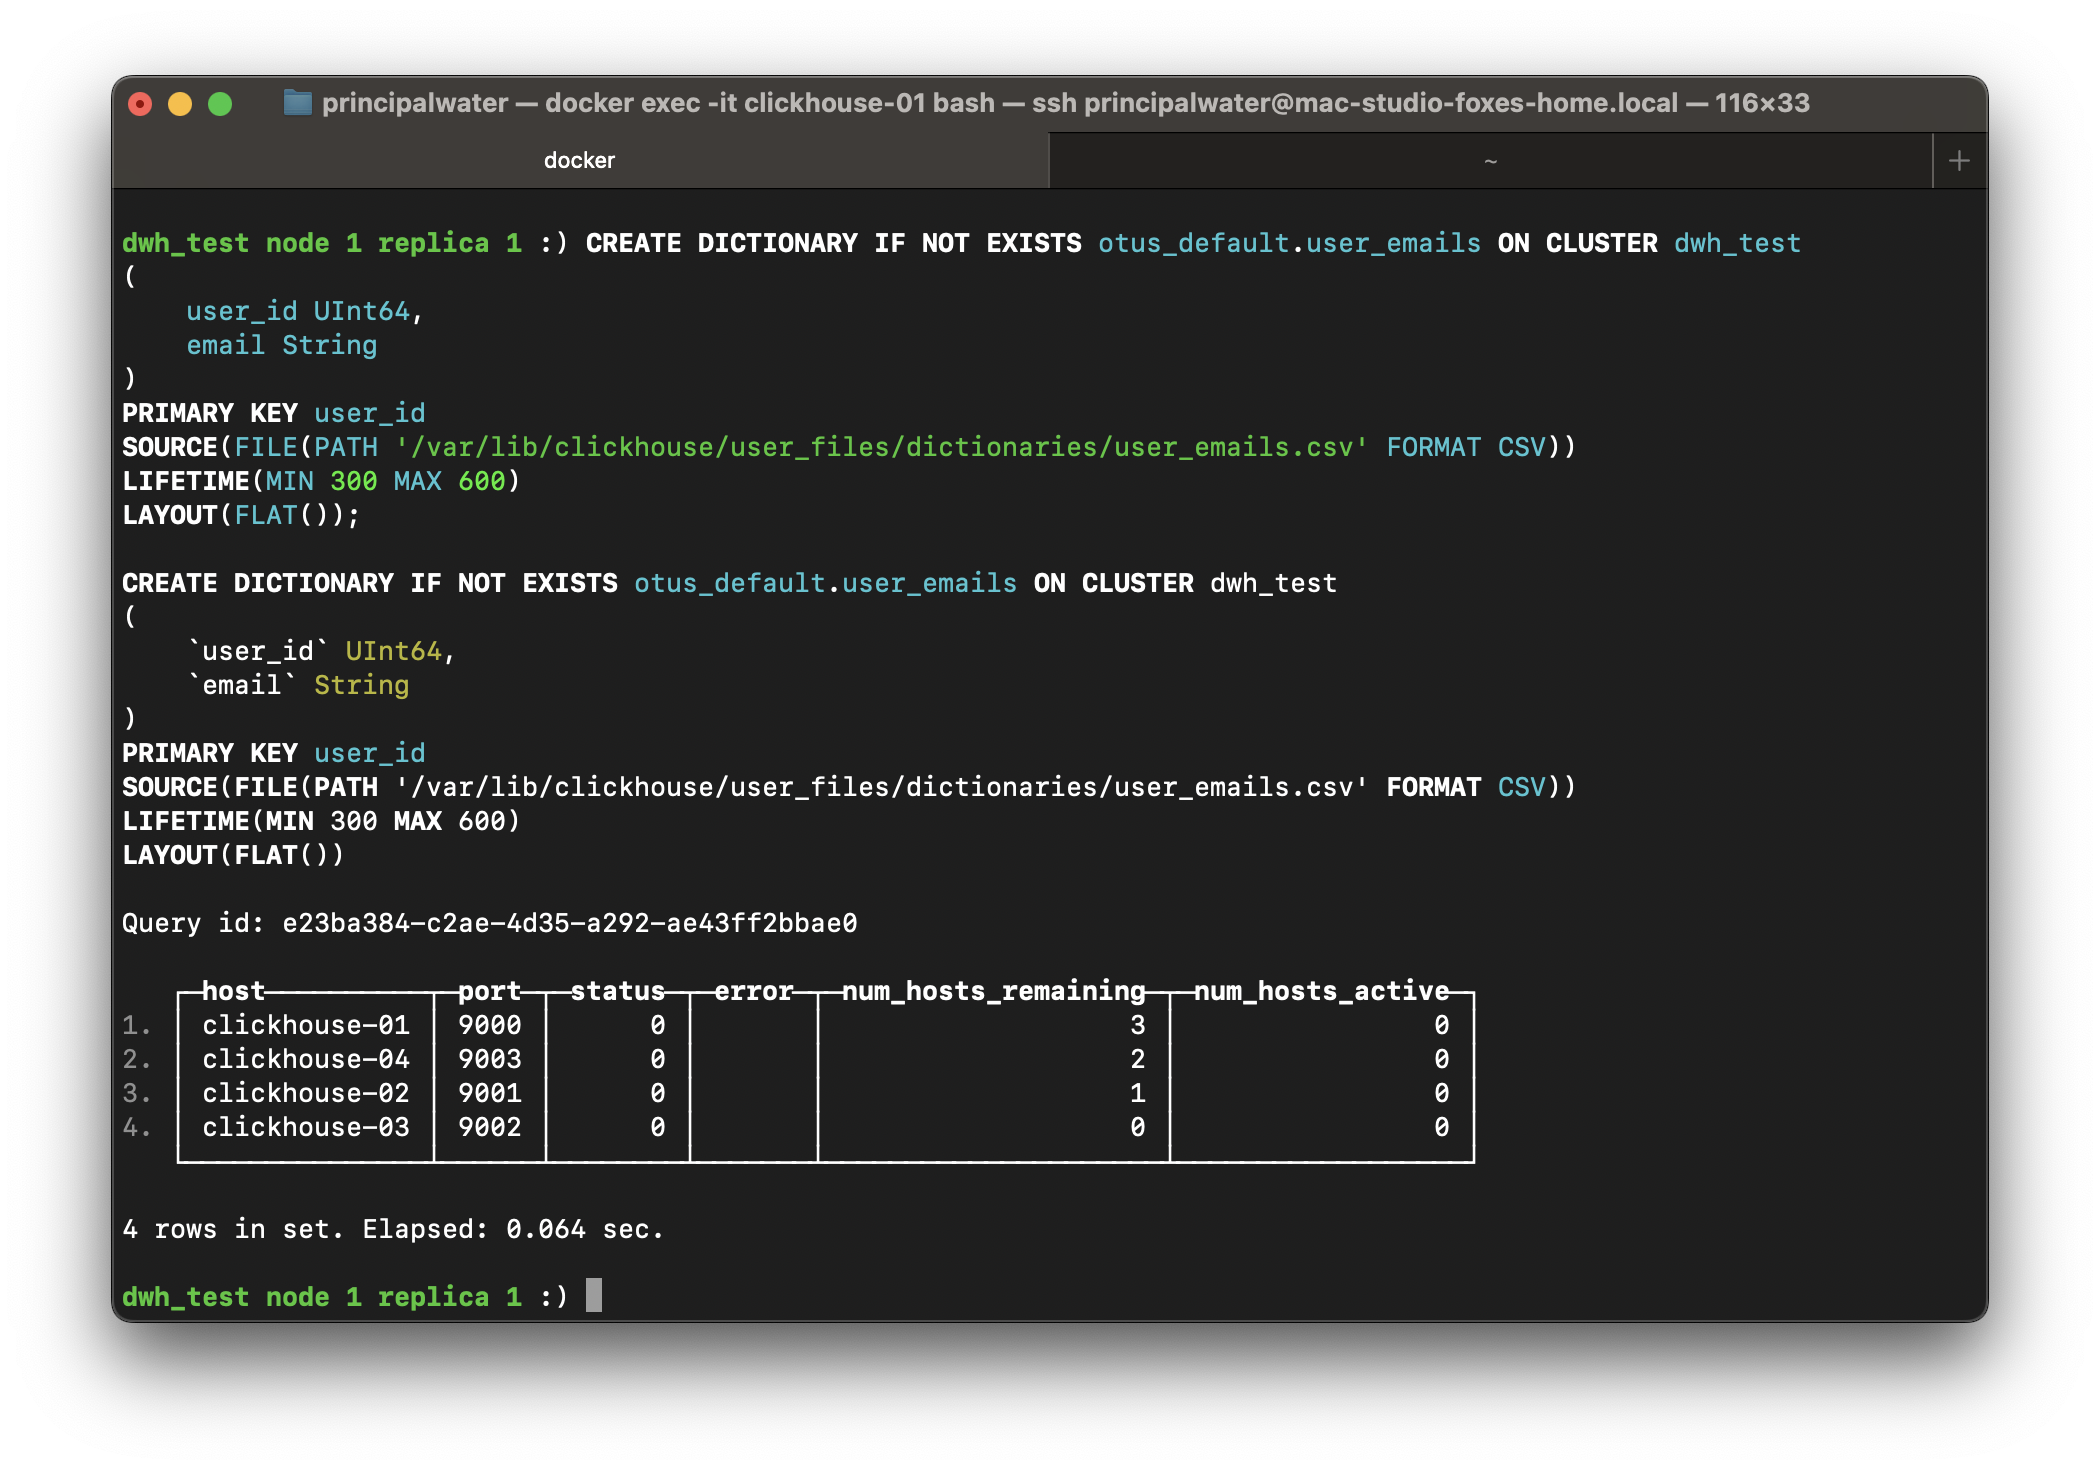 principalwater — docker exec -it clickhouse-01 bash — ssh principalwater@mac-studio-foxes-home.local — 116×33
docker
~
+
dwh_test node 1 replica 1 :) CREATE DICTIONARY IF NOT EXISTS otus_default.user_emails ON CLUSTER dwh_test
(
    user_id UInt64,
    email String
)
PRIMARY KEY user_id
SOURCE(FILE(PATH '/var/lib/clickhouse/user_files/dictionaries/user_emails.csv' FORMAT CSV))
LIFETIME(MIN 300 MAX 600)
LAYOUT(FLAT());
CREATE DICTIONARY IF NOT EXISTS otus_default.user_emails ON CLUSTER dwh_test
(
    `user_id` UInt64,
    `email` String
)
PRIMARY KEY user_id
SOURCE(FILE(PATH '/var/lib/clickhouse/user_files/dictionaries/user_emails.csv' FORMAT CSV))
LIFETIME(MIN 300 MAX 600)
LAYOUT(FLAT())
Query id: e23ba384-c2ae-4d35-a292-ae43ff2bbae0
host port status error num_hosts_remaining num_hosts_active
1. clickhouse-01 9000 0 3 0
2. clickhouse-04 9003 0 2 0
3. clickhouse-02 9001 0 1 0
4. clickhouse-03 9002 0 0 0
4 rows in set. Elapsed: 0.064 sec.
dwh_test node 1 replica 1 :)